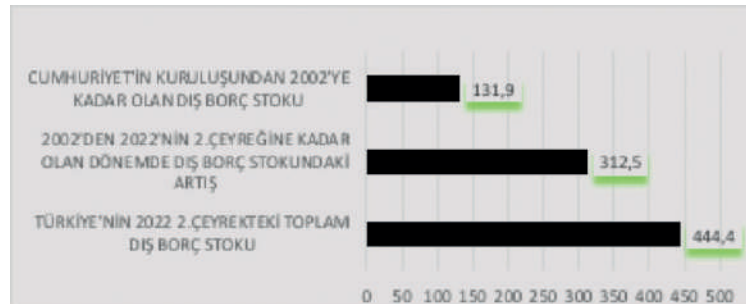 CUMHURİYET'İN KURULUŞUNDAN 2002'YE
KADAR OLAN DIŞ BORÇ STOKU
131,9
2002'DEN 2022'NİN 2.ÇEYREĞİNE KADAR
OLAN DÖNEMDE DIŞ BORÇ STOKUNDAKİ
ARTIŞ
312,5
TÜRKİYE'NİN 2022 2.ÇEYREKTEKİ TOPLAM
DIŞ BORÇ STOKU
444,4
0 50 100 150 200 250 300 350 400 450 500